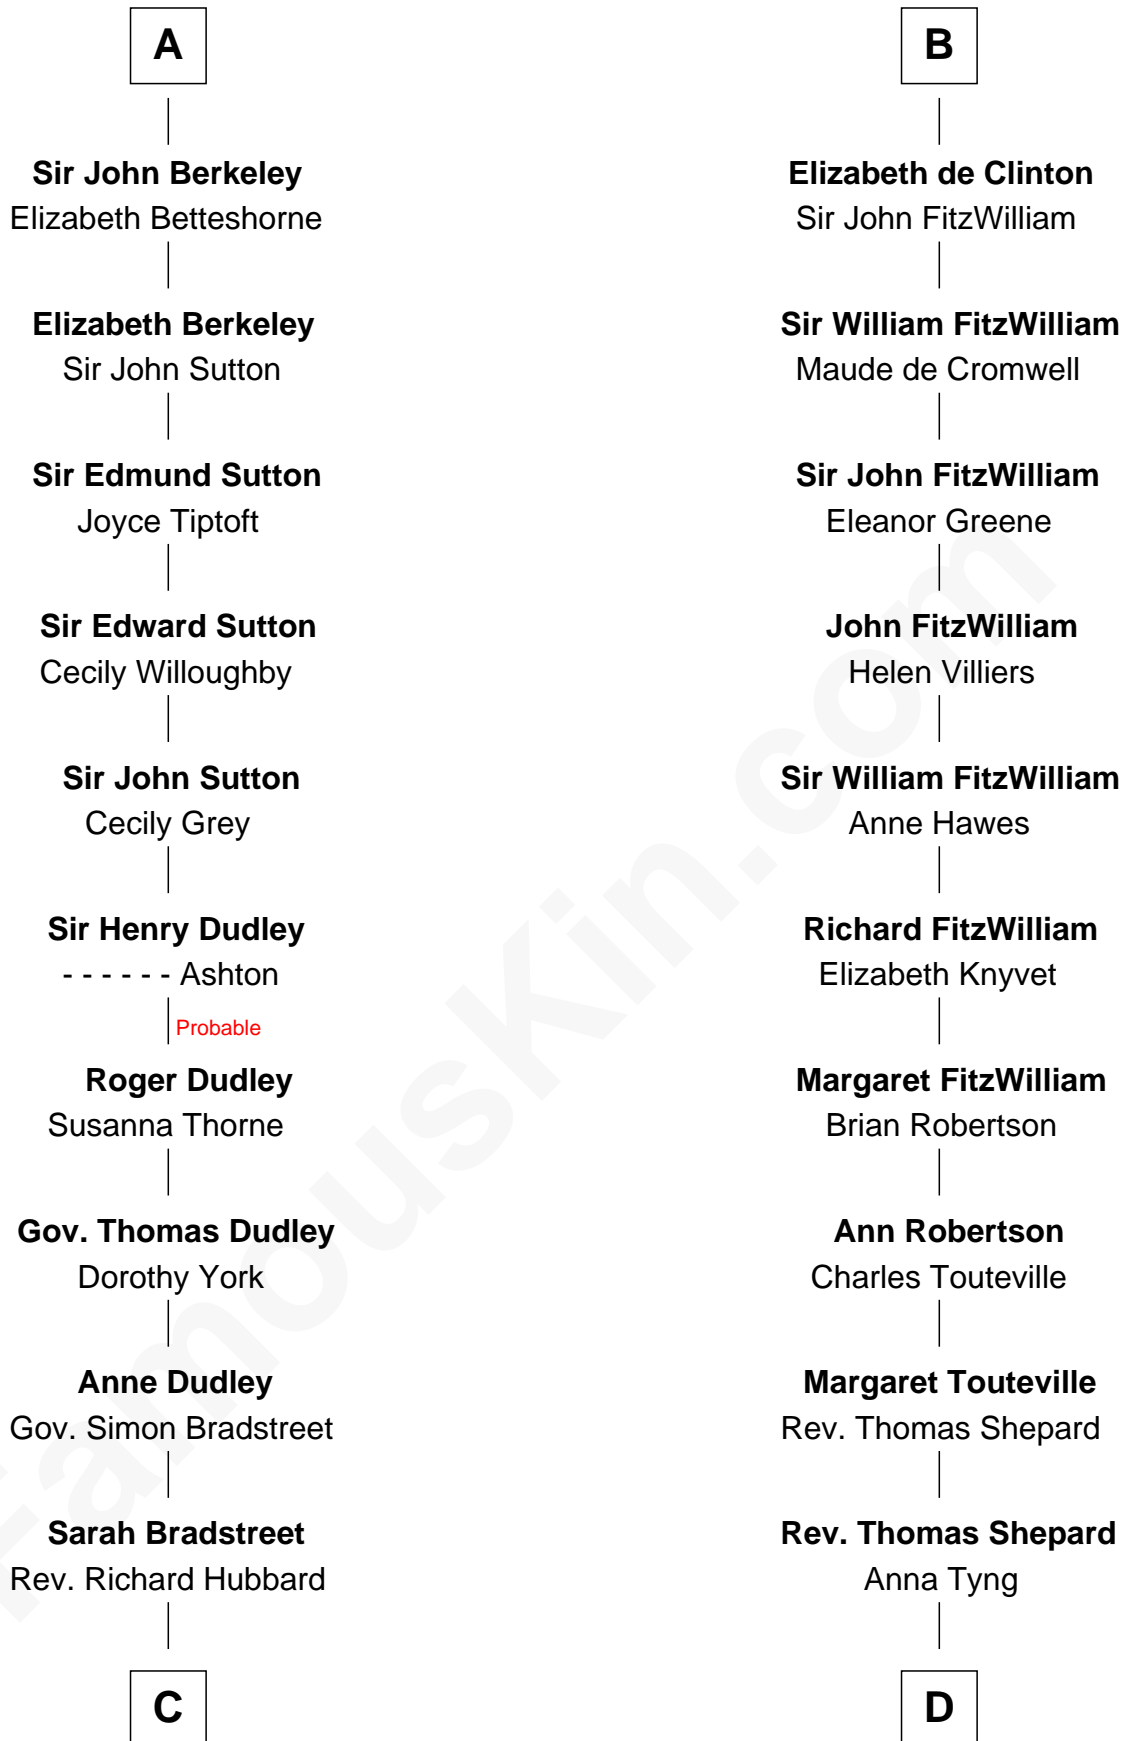 A
Sir John Berkeley
Elizabeth Betteshorne
Elizabeth Berkeley
Sir John Sutton
Sir Edmund Sutton
Joyce Tiptoft
Sir Edward Sutton
Cecily Willoughby
Sir John Sutton
Cecily Grey
Sir Henry Dudley
- - - - - - Ashton
Probable
Roger Dudley
Susanna Thorne
Gov. Thomas Dudley
Dorothy York
Anne Dudley
Gov. Simon Bradstreet
Sarah Bradstreet
Rev. Richard Hubbard
C
B
Elizabeth de Clinton
Sir John FitzWilliam
Sir William FitzWilliam
Maude de Cromwell
Sir John FitzWilliam
Eleanor Greene
John FitzWilliam
Helen Villiers
Sir William FitzWilliam
Anne Hawes
Richard FitzWilliam
Elizabeth Knyvet
Margaret FitzWilliam
Brian Robertson
Ann Robertson
Charles Touteville
Margaret Touteville
Rev. Thomas Shepard
Rev. Thomas Shepard
Anna Tyng
D
FamousKin.com